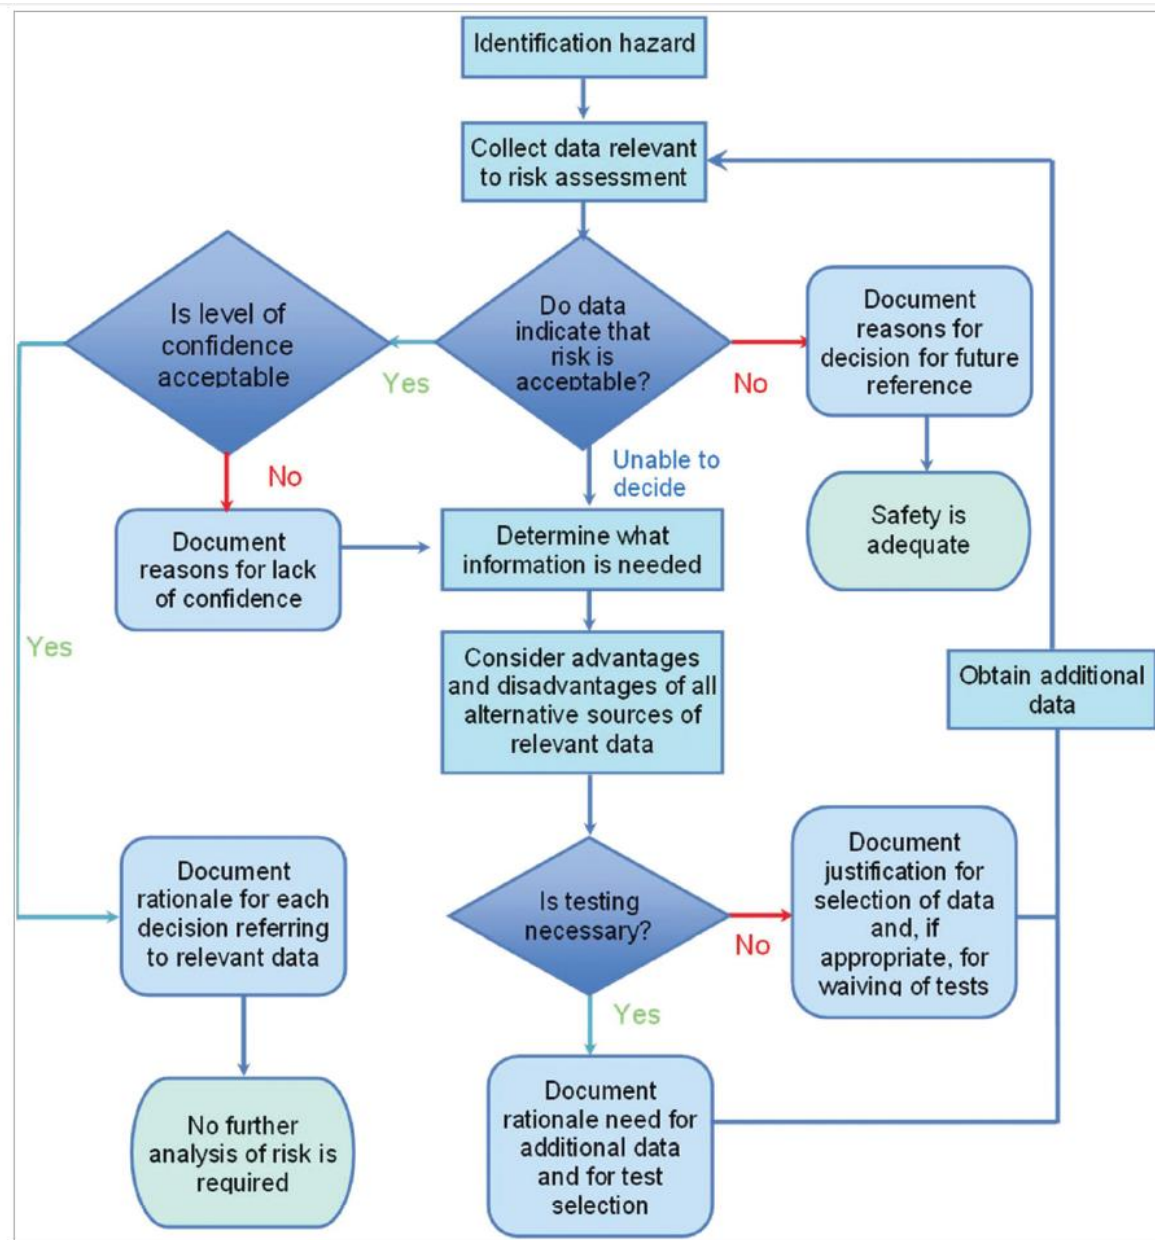 Identification hazard
Collect data relevant
to risk assessment
Is level of
confidence
acceptable
Do data
indicate that
risk is
acceptable?
Document
reasons for
decision for future
reference
Yes
No
Unable to
decide
No
Safety is
adequate
Document
reasons for lack
of confidence
Determine what
information is needed
Yes
Consider advantages
and disadvantages of all
alternative sources of
relevant data
Obtain additional
data
Document
rationale for each
decision referring
to relevant data
Is testing
necessary?
No
Document
justification for
selection of data
and, if
appropriate, for
waiving of tests
Yes
No further
analysis of risk is
required
Document
rationale need for
additional data
and for test
selection